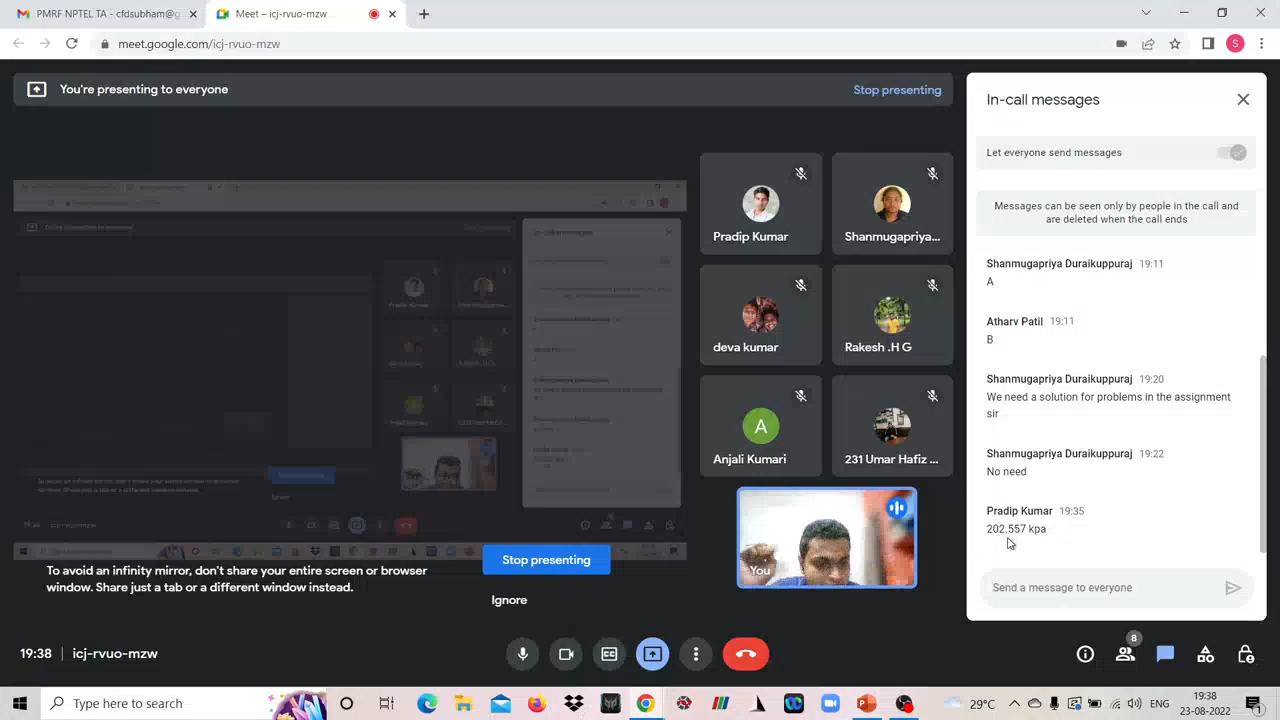 PMRF NPTEL TA - cfdsubham@g
Meet – icj-rvuo-mzw
meet.google.com/icj-rvuo-mzw
S
You're presenting to everyone
Stop presenting
In-call messages
Let everyone send messages
Messages can be seen only by people in the call and
are deleted when the call ends
Pradip Kumar
Shanmugapriya...
deva kumar
Rakesh .H G
A
Anjali Kumari
231 Umar Hafiz ...
You
Shanmugapriya Duraikuppuraj 19:11
A
Atharv Patil 19:11
B
Shanmugapriya Duraikuppuraj 19:20
We need a solution for problems in the assignment
sir
Shanmugapriya Duraikuppuraj 19:22
No need
Pradip Kumar 19:35
202.557 kpa
Send a message to everyone
To avoid an infinity mirror, don't share your entire screen or browser
window. Share just a tab or a different window instead.
Stop presenting
Ignore
19:38 | icj-rvuo-mzw
8
Type here to search
29°C
ENG
19:38
23-08-2022
1